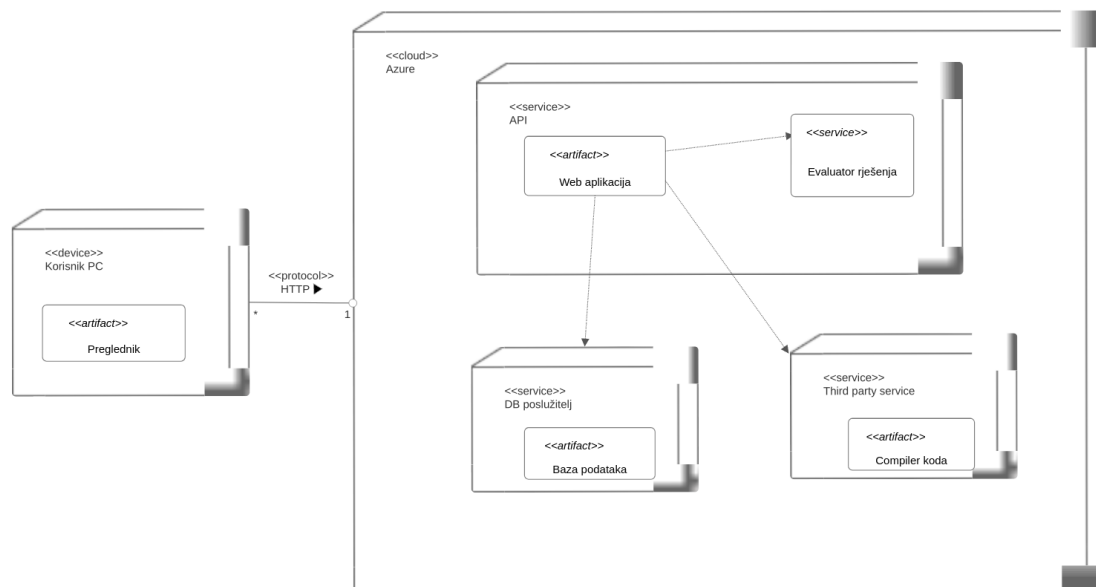 <<cloud>>
Azure
<<service>>
API
<<artifact>>
Web aplikacija
<<service>>
Evaluator rješenja
<<device>>
Korisnik PC
<<artifact>>
Preglednik
<<protocol>>
HTTP
*
1
<<service>>
DB poslužitelj
<<artifact>>
Baza podataka
<<service>>
Third party service
<<artifact>>
Compiler koda